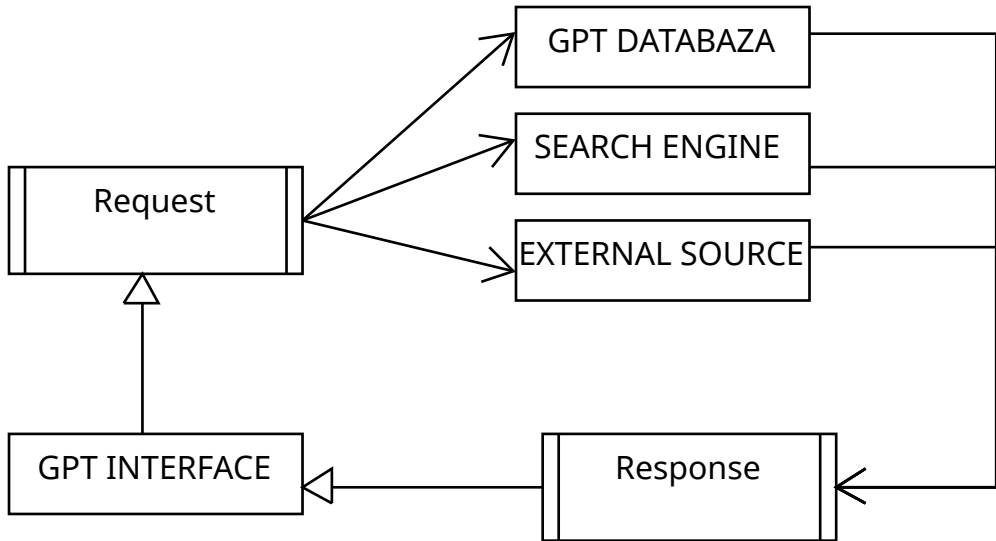 GPT DATABAZA
SEARCH ENGINE
Request
EXTERNAL SOURCE
GPT INTERFACE
Response